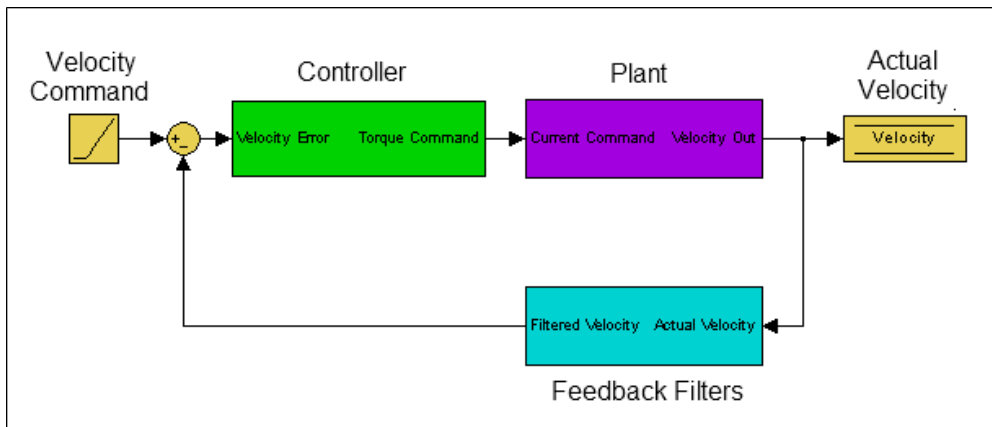 Velocity
Command
Controller
Plant
Actual
Velocity
+
-
Velocity Error
Torque Command
Current Command
Velocity Out
Velocity
Filtered Velocity
Actual Velocity
Feedback Filters